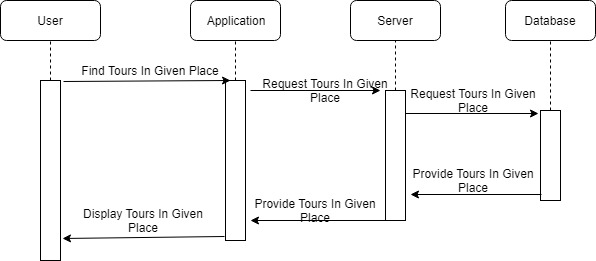 User
Application
Server
Database
Find Tours In Given Place
Request Tours In Given
Place
Request Tours In Given
Place
Provide Tours In Given
Place
Provide Tours In Given
Place
Display Tours In Given
Place